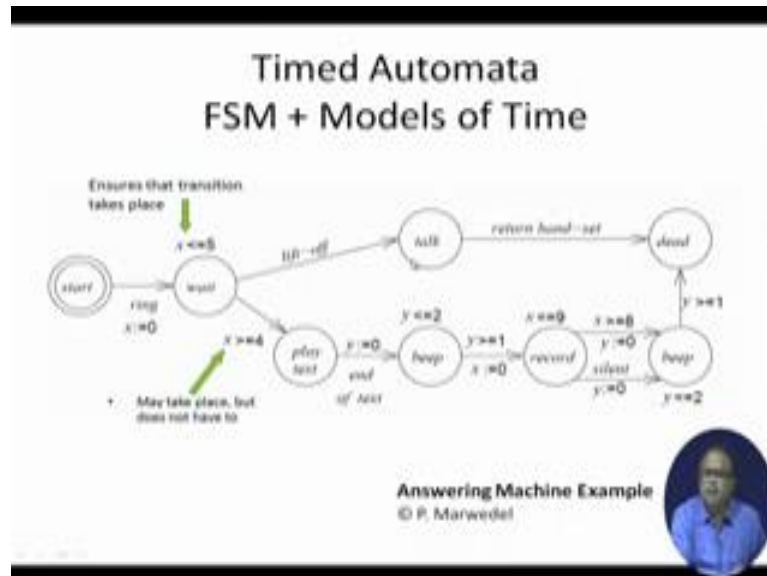 Timed Automata
FSM + Models of Time
Ensures that transition
takes place
x <=5
start
ring
x:=0
wait
lift-off
talk
return hand-set
dead
x >=4
May take place, but
does not have to
play
text
y:=0
end
of text
y <=2
beep
y>=1
x:=0
x <=9
record
x >=8
y:=0
silent
y:=0
beep
y <=2
y >=1
Answering Machine Example
© P. Marwedel